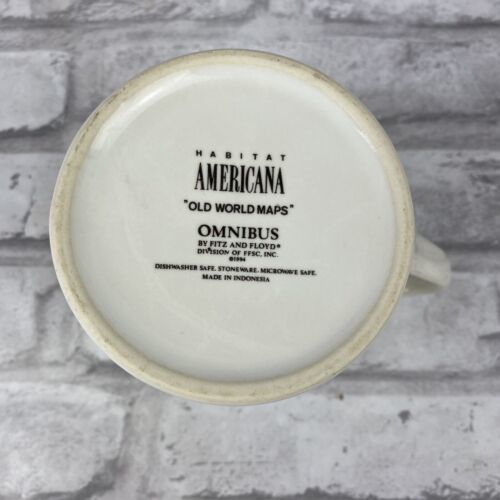 HABITAT
AMERICANA
"OLD WORLD MAPS"
OMNIBUS
BY FITZ AND FLOYD®
DIVISION OF FFSC, INC.
©1994
DISHWASHER SAFE. STONEWARE. MICROWAVE SAFE.
MADE IN INDONESIA